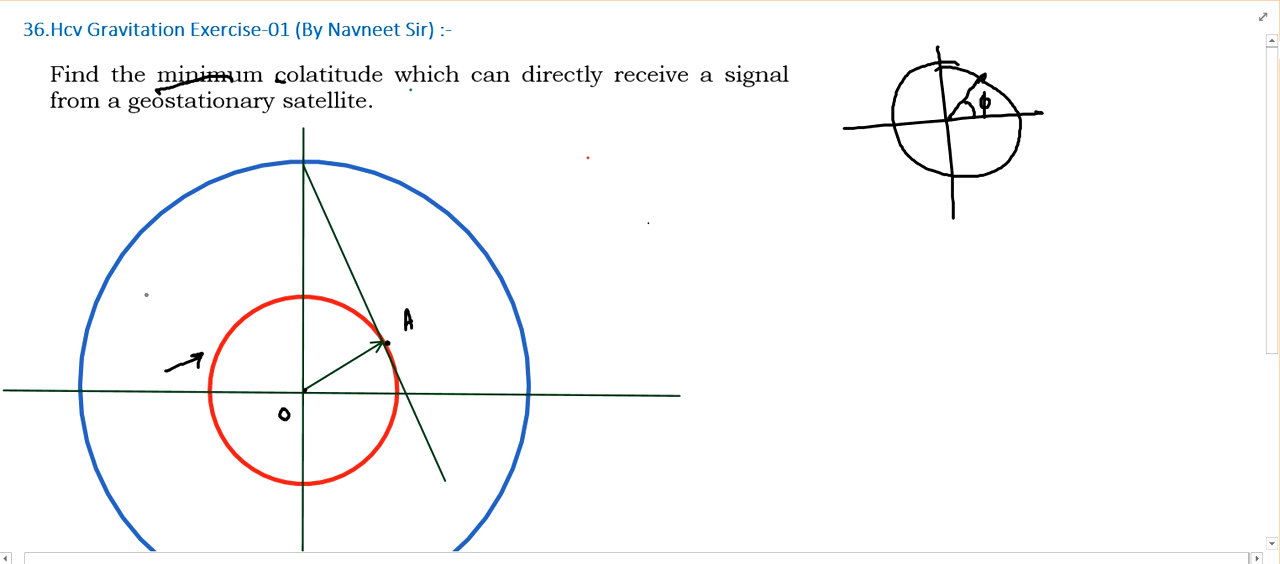 36.Hcv Gravitation Exercise-01 (By Navneet Sir) :-
Find the minimum colatitude which can directly receive a signal
from a geostationary satellite.
ϕ
A
O